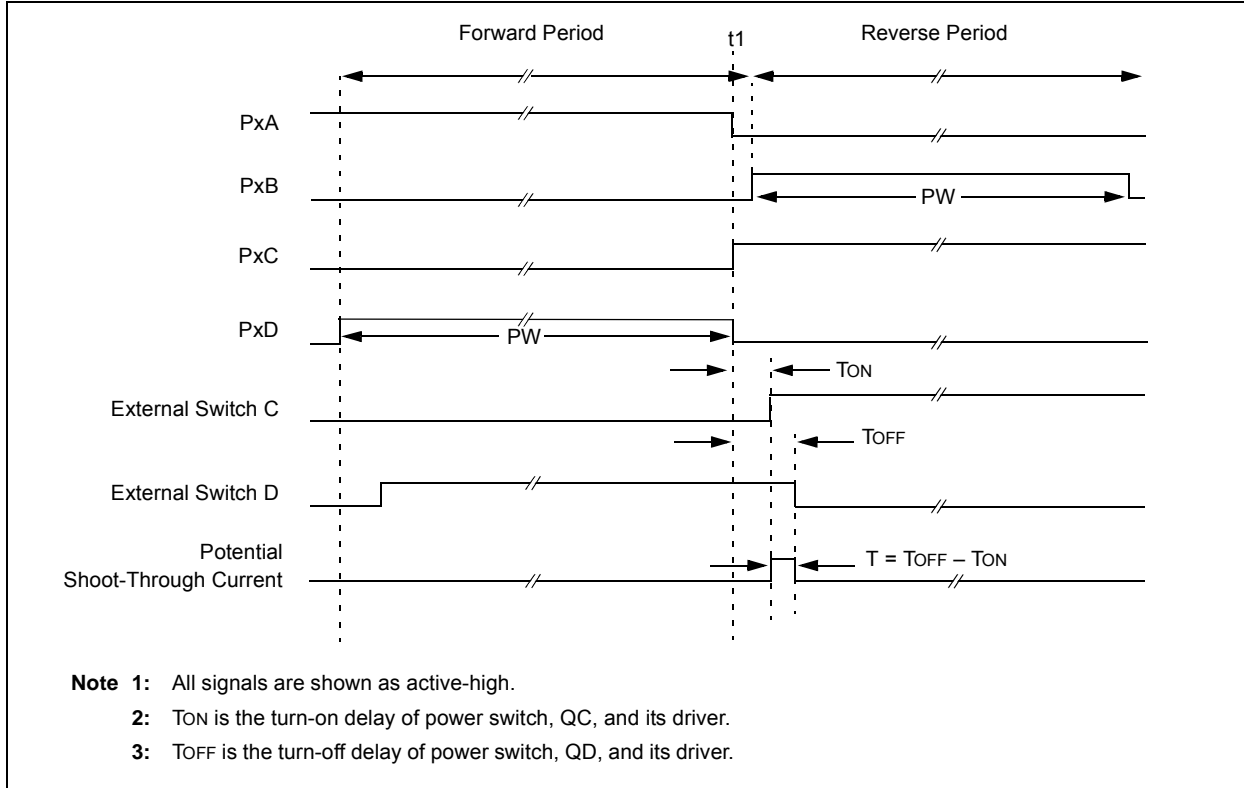 Forward Period
t1
Reverse Period
PxA
PxB
PW
PxC
PxD
PW
TON
External Switch C
TOFF
External Switch D
Potential
Shoot-Through Current
T = TOFF – TON
Note 1: All signals are shown as active-high.
2: TON is the turn-on delay of power switch, QC, and its driver.
3: TOFF is the turn-off delay of power switch, QD, and its driver.